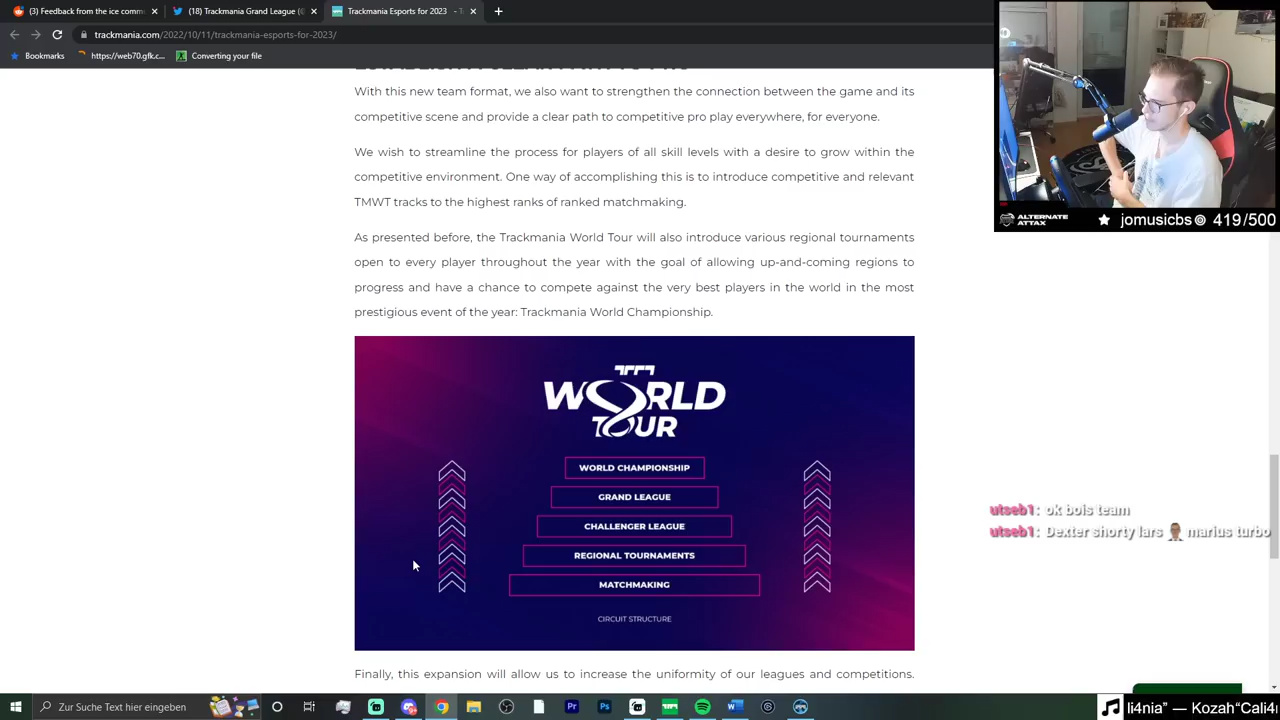 (3) Feedback from the ice comm
(18) Trackmania Grand League (
Trackmania Esports for 2023 - T
trackmania.com/2022/10/11/trackmania-esports-for-2023/
Bookmarks
https://web70.gfk.c...
Converting your file
With this new team format, we also want to strengthen the connection between the game and its
competitive scene and provide a clear path to competitive pro play everywhere, for everyone.
We wish to streamline the process for players of all skill levels with a desire to grow within the
competitive environment. One way of accomplishing this is to introduce competitive and relevant
TMWT tracks to the highest ranks of ranked matchmaking.
As presented before, the Trackmania World Tour will also introduce various regional tournaments
open to every player throughout the year with the goal of allowing up-and-coming regions to
progress and have a chance to compete against the very best players in the world in the most
prestigious event of the year: Trackmania World Championship.
WORLD
TOUR
WORLD CHAMPIONSHIP
GRAND LEAGUE
CHALLENGER LEAGUE
REGIONAL TOURNAMENTS
MATCHMAKING
CIRCUIT STRUCTURE
Finally, this expansion will allow us to increase the uniformity of our leagues and competitions.
ALTERNATE
ATTAX
jomusicbs
419/500
utseb1: ok bois team
utseb1: Dexter shorty lars marius turbo
Zur Suche Text hier eingeben
li4nia" — Kozah"Cali4